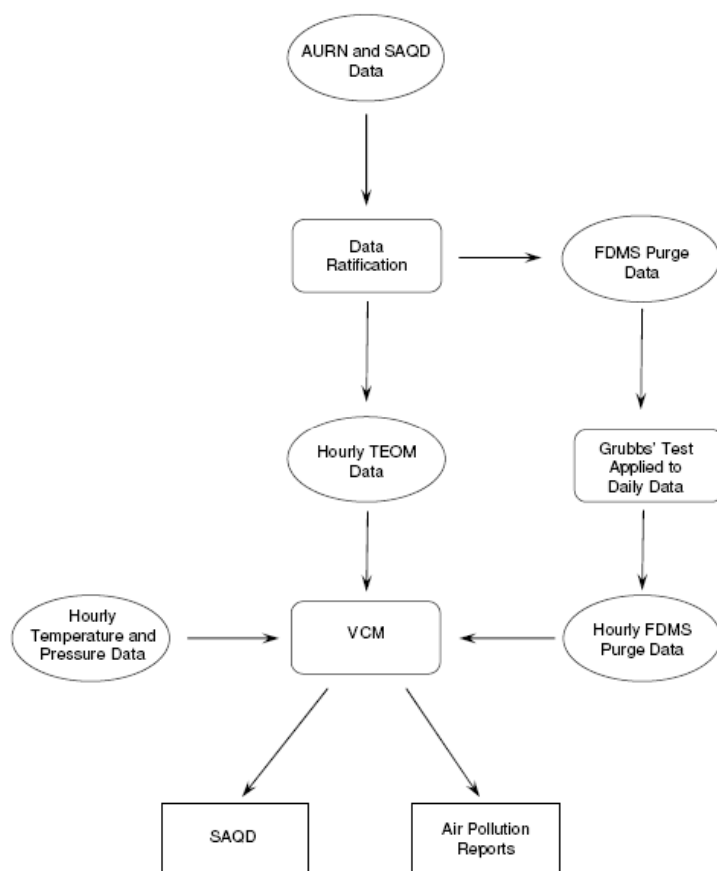 AURN and SAQD
Data
Data
Ratification
FDMS Purge
Data
Hourly TEOM
Data
Grubbs' Test
Applied to
Daily Data
Hourly
Temperature and
Pressure Data
VCM
Hourly FDMS
Purge Data
SAQD
Air Pollution
Reports